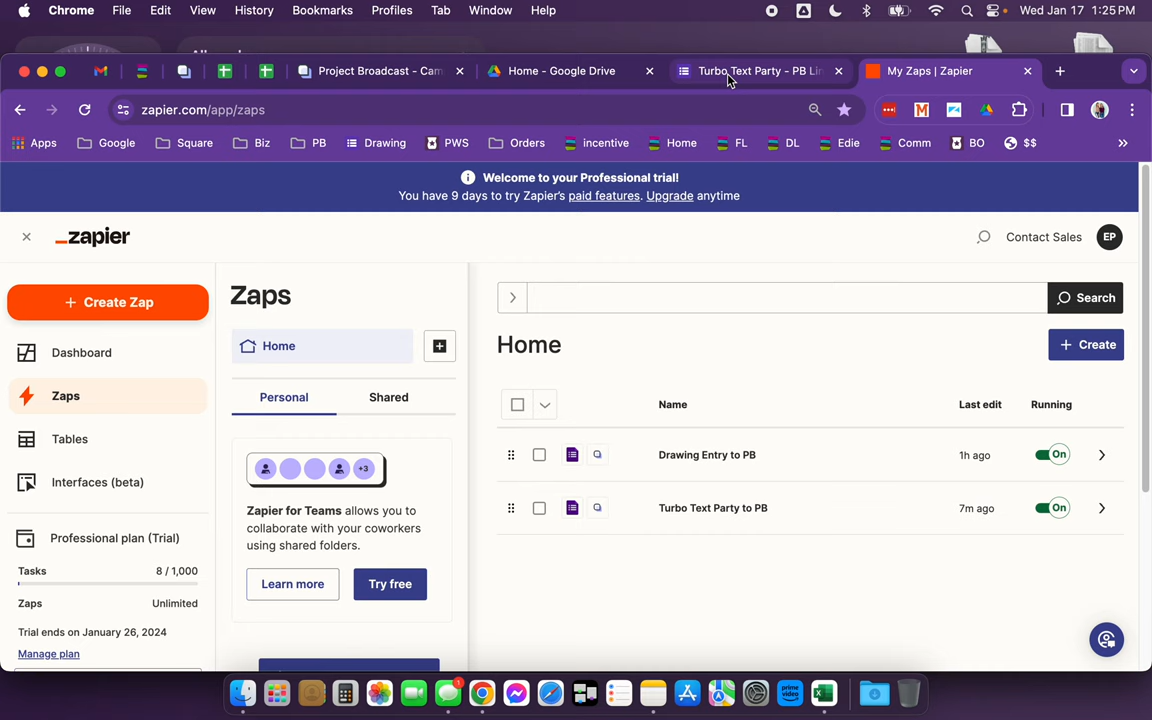 Chrome File Edit View History Bookmarks Profiles Tab Window Help Wed Jan 17 1:25 PM
Project Broadcast - Cam Home - Google Drive Turbo Text Party - PB Lin My Zaps | Zapier
zapier.com/app/zaps
Apps Google Square Biz PB Drawing PWS Orders incentive Home FL DL Edie Comm BO $$
Welcome to your Professional trial!
You have 9 days to try Zapier's paid features. Upgrade anytime
zapier Contact Sales EP
Create Zap
Dashboard
Zaps
Tables
Interfaces (beta)
Professional plan (Trial)
Tasks 8 / 1,000
Zaps Unlimited
Trial ends on January 26, 2024
Manage plan
Zaps
Home
Personal Shared
+3
Zapier for Teams allows you to
collaborate with your coworkers
using shared folders.
Learn more Try free
Search
Home
Create
Name Last edit Running
Drawing Entry to PB 1h ago On
Turbo Text Party to PB 7m ago On
1
prime
video